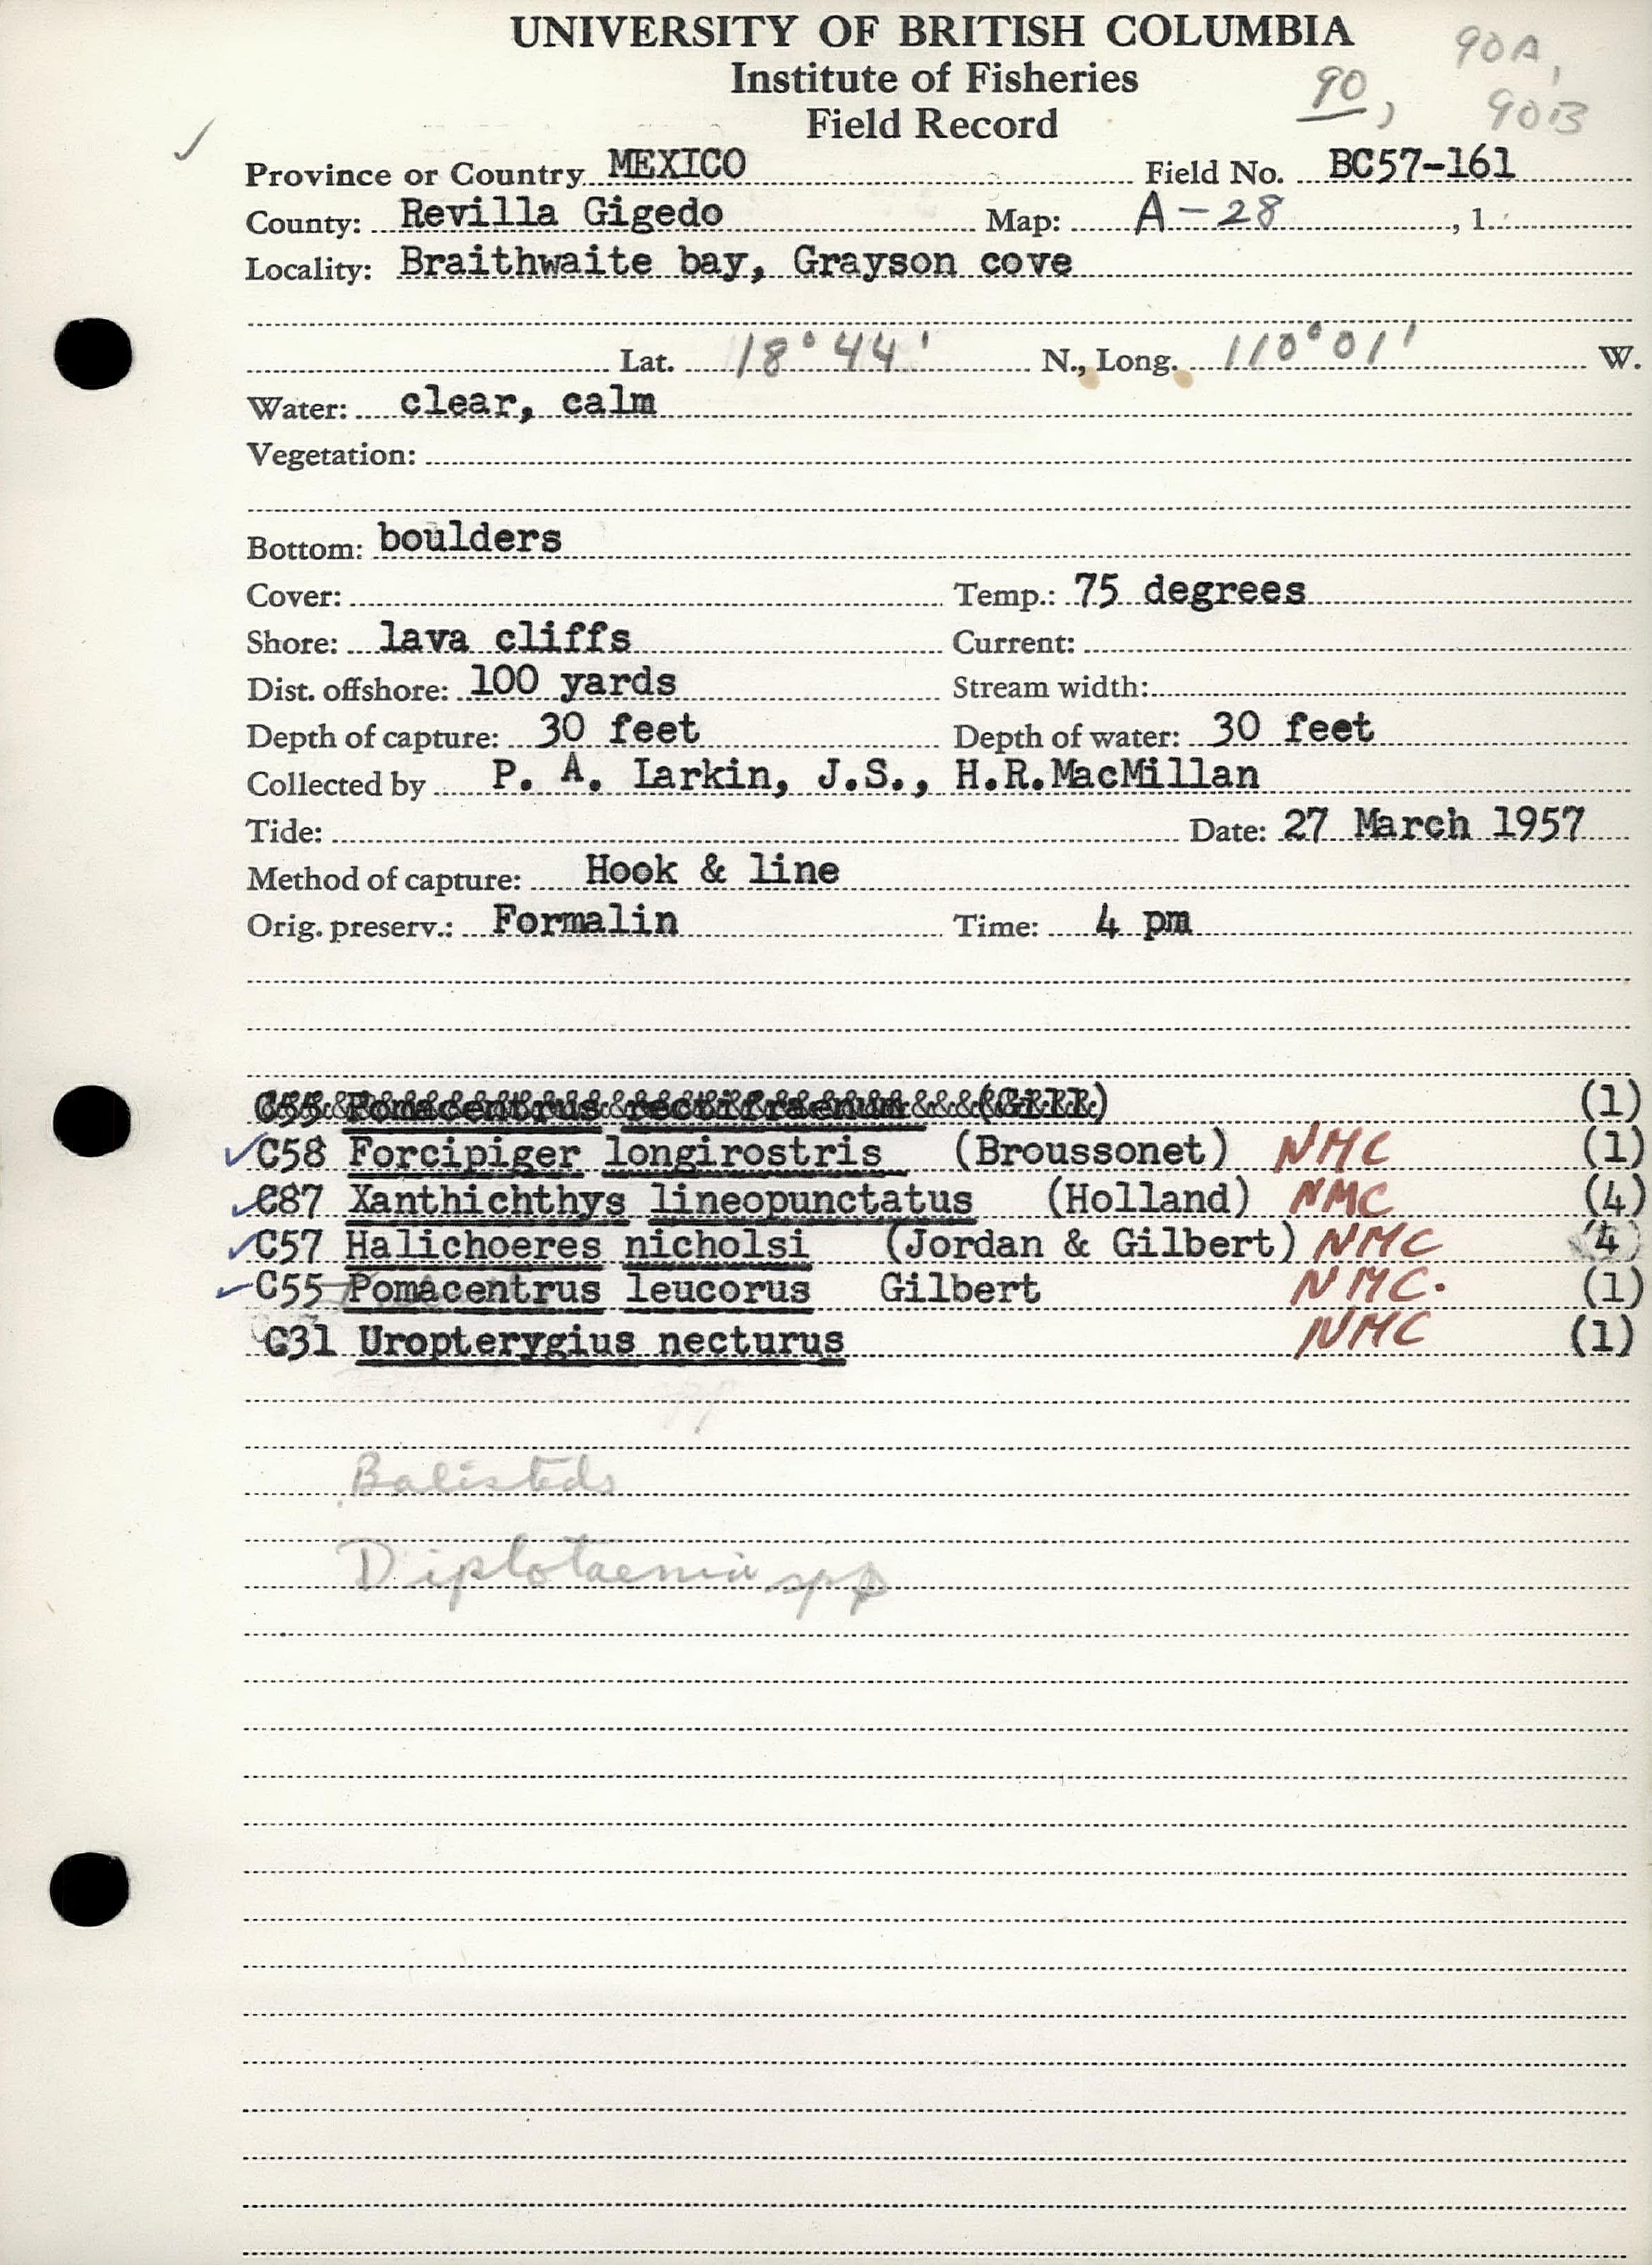 UNIVERSITY OF BRITISH COLUMBIA
Institute of Fisheries
Field Record
90, 90A, 90B
Province or Country MEXICO Field No. BC57-161
County: Revilla Gigedo Map: A-28, 1
Locality: Braithwaite bay, Grayson cove
Lat. 18°44' N., Long. 110°01' W.
Water: clear, calm
Vegetation:
Bottom: boulders
Cover: Temp.: 75 degrees
Shore: lava cliffs Current:
Dist. offshore: 100 yards Stream width:
Depth of capture: 30 feet Depth of water: 30 feet
Collected by P. A. Larkin, J.S., H.R.MacMillan
Tide: Date: 27 March 1957
Method of capture: Hook & line
Orig. preserv.: Formalin Time: 4 pm
C55 Pomacentrus rectifraenum (Gill) (1)
✓C58 Forcipiger longirostris (Broussonet) NMC (1)
✓C87 Xanthichthys lineopunctatus (Holland) NMC (4)
✓C57 Halichoeres nicholsi (Jordan & Gilbert) NMC (4)
✓C55 Pomacentrus leucorus Gilbert NMC. (1)
C31 Uropterygius necturus NMC (1)
Balistids
Diplotaenia spp